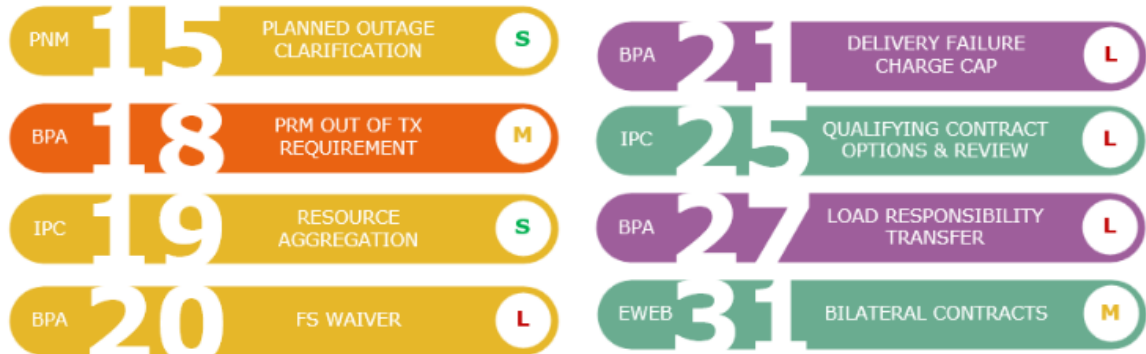 PNM 15 PLANNED OUTAGE
CLARIFICATION S
BPA 18 PRM OUT OF TX
REQUIREMENT M
IPC 19 RESOURCE
AGGREGATION S
BPA 20 FS WAIVER L
BPA 21 DELIVERY FAILURE
CHARGE CAP L
IPC 25 QUALIFYING CONTRACT
OPTIONS & REVIEW L
BPA 27 LOAD RESPONSIBILITY
TRANSFER L
EWEB 31 BILATERAL CONTRACTS M